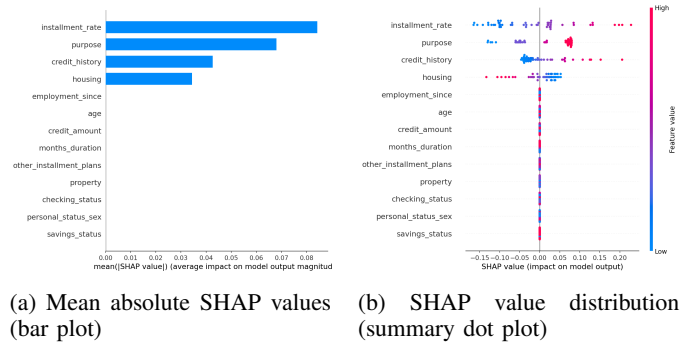 installment_rate
purpose
credit_history
housing
employment_since
age
credit_amount
months_duration
other_installment_plans
property
checking_status
personal_status_sex
savings_status
0.00 0.01 0.02 0.03 0.04 0.05 0.06 0.07 0.08
mean(|SHAP value|) (average impact on model output magnitud
(a) Mean absolute SHAP values
(bar plot)
High
installment_rate
purpose
credit_history
housing
employment_since
age
credit_amount
months_duration
other_installment_plans
property
checking_status
personal_status_sex
savings_status
Feature value
Low
−0.15 −0.10 −0.05 0.00 0.05 0.10 0.15 0.20
SHAP value (impact on model output)
(b) SHAP value distribution
(summary dot plot)